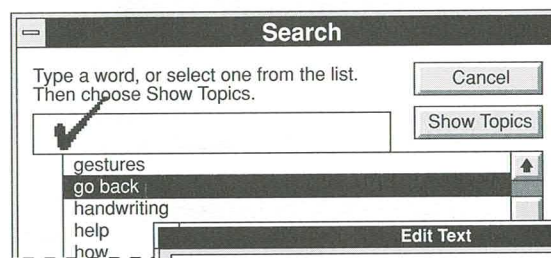 Search
Type a word, or select one from the list.
Then choose Show Topics.
Cancel
Show Topics
gestures
go back
handwriting
help
how
Edit Text